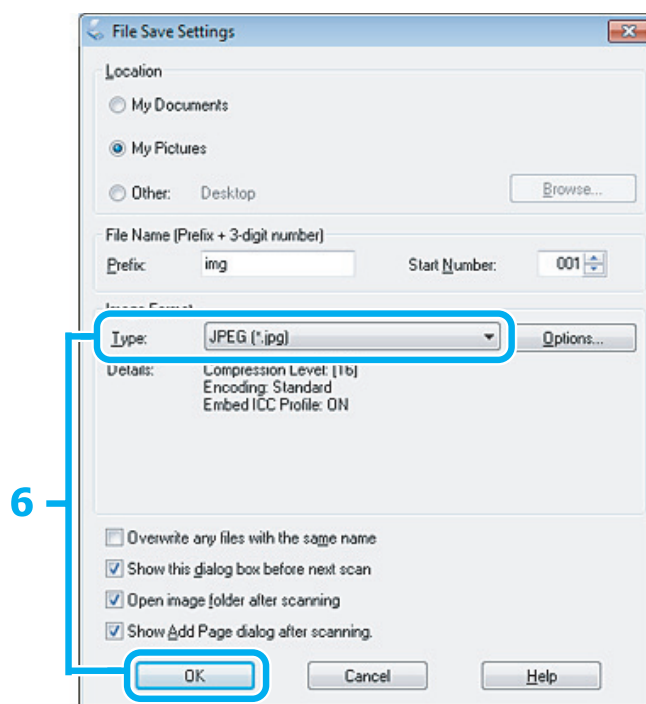 File Save Settings
Location
My Documents
My Pictures
Other: Desktop Browse...
File Name (Prefix + 3-digit number)
Prefix: img Start Number: 001
Image Format
Type: JPEG (*.jpg) Options...
Details: Compression Level: [16]
Encoding: Standard
Embed ICC Profile: ON
6
Overwrite any files with the same name
Show this dialog box before next scan
Open image folder after scanning
Show Add Page dialog after scanning.
OK Cancel Help